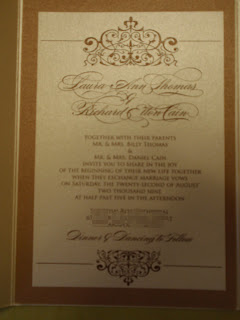 Laura Ann Thomas
&
Richard Ellen Cain
TOGETHER WITH THEIR PARENTS
MR. & MRS. BILLY THOMAS
&
MR. & MRS. DANIEL CAIN
INVITE YOU TO SHARE IN THE JOY
OF THE BEGINNING OF THEIR NEW LIFE TOGETHER
WHEN THEY EXCHANGE MARRIAGE VOWS
ON SATURDAY, THE TWENTY-SECOND OF AUGUST
TWO THOUSAND NINE
AT HALF PAST FIVE IN THE AFTERNOON
Dinner & Dancing to Follow